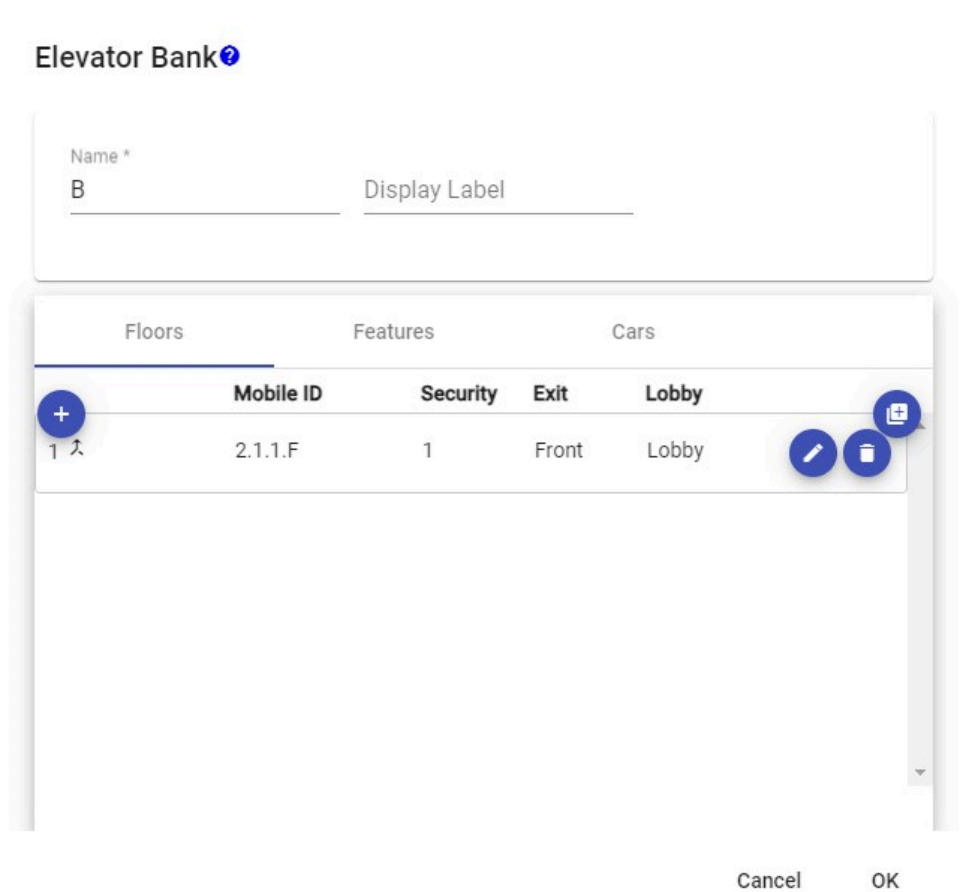 Elevator Bank
Name *
B Display Label
Floors Features Cars
Mobile ID Security Exit Lobby
1 2.1.1.F 1 Front Lobby
Cancel OK